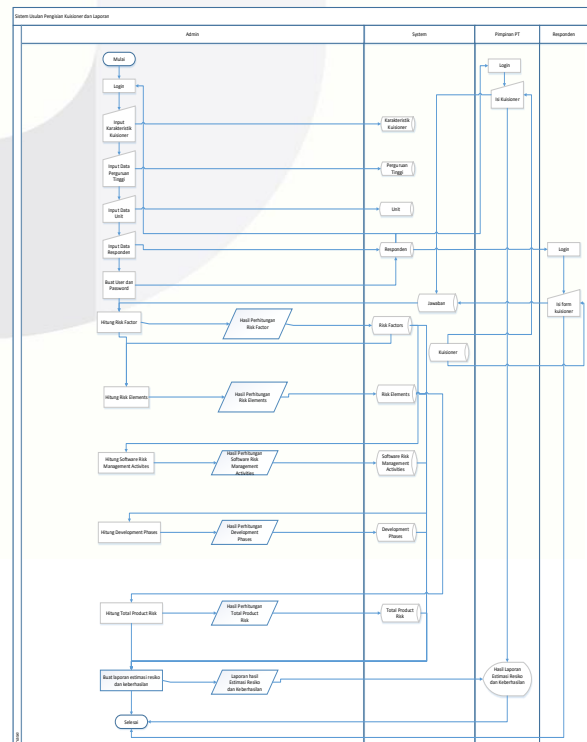 Sistem Usulan Pengisian Kuisioner dan Laporan
Admin
System
Pimpinan PT
Responden
Mulai
Login
Login
Isi Kuisioner
Input
Karakteristik
Kuisioner
Karakteristik
Kuisioner
Input Data
Perguruan
Tinggi
Perguruan
Tinggi
Input Data
Unit
Unit
Input Data
Responden
Responden
Login
Buat User dan
Password
Jawaban
Isi form
kuisioner
Hitung Risk Factor
Hasil Perhitungan
Risk Factor
Risk Factors
Kuisioner
Hitung Risk Elements
Hasil Perhitungan
Risk Elements
Risk Elements
Hitung Software Risk
Management Activities
Hasil Perhitungan
Software Risk
Management
Activities
Software Risk
Management
Activities
Hitung Development Phases
Hasil Perhitungan
Development
Phases
Development
Phases
Hitung Total Product Risk
Hasil Perhitungan
Total Product
Risk
Total Product
Risk
Buat laporan estimasi resiko
dan keberhasilan
Laporan hasil
Estimasi Resiko
dan Keberhasilan
Hasil Laporan
Estimasi Resiko
dan Keberhasilan
Selesai